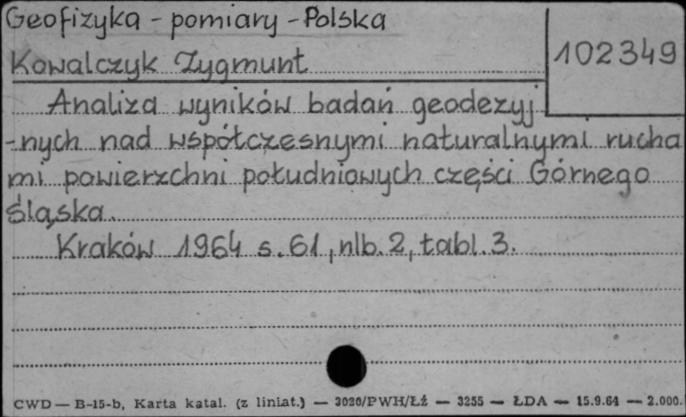 Geofizyka - pomiary - Polska
Kowalczyk Zygmunt
102349
Analiza wyników badań geodezyj
-nych nad współczesnymi naturalnymi rucha
mi powierzchni południowych części Górnego
śląska.
Kraków 1964 s. 61, nlb. 2, tabl. 3.
CWD — B-15-b, Karta katal. (z liniat.) — 3020/PWH/Łź — 3255 — ŁDA — 15.9.64 — 2.000.